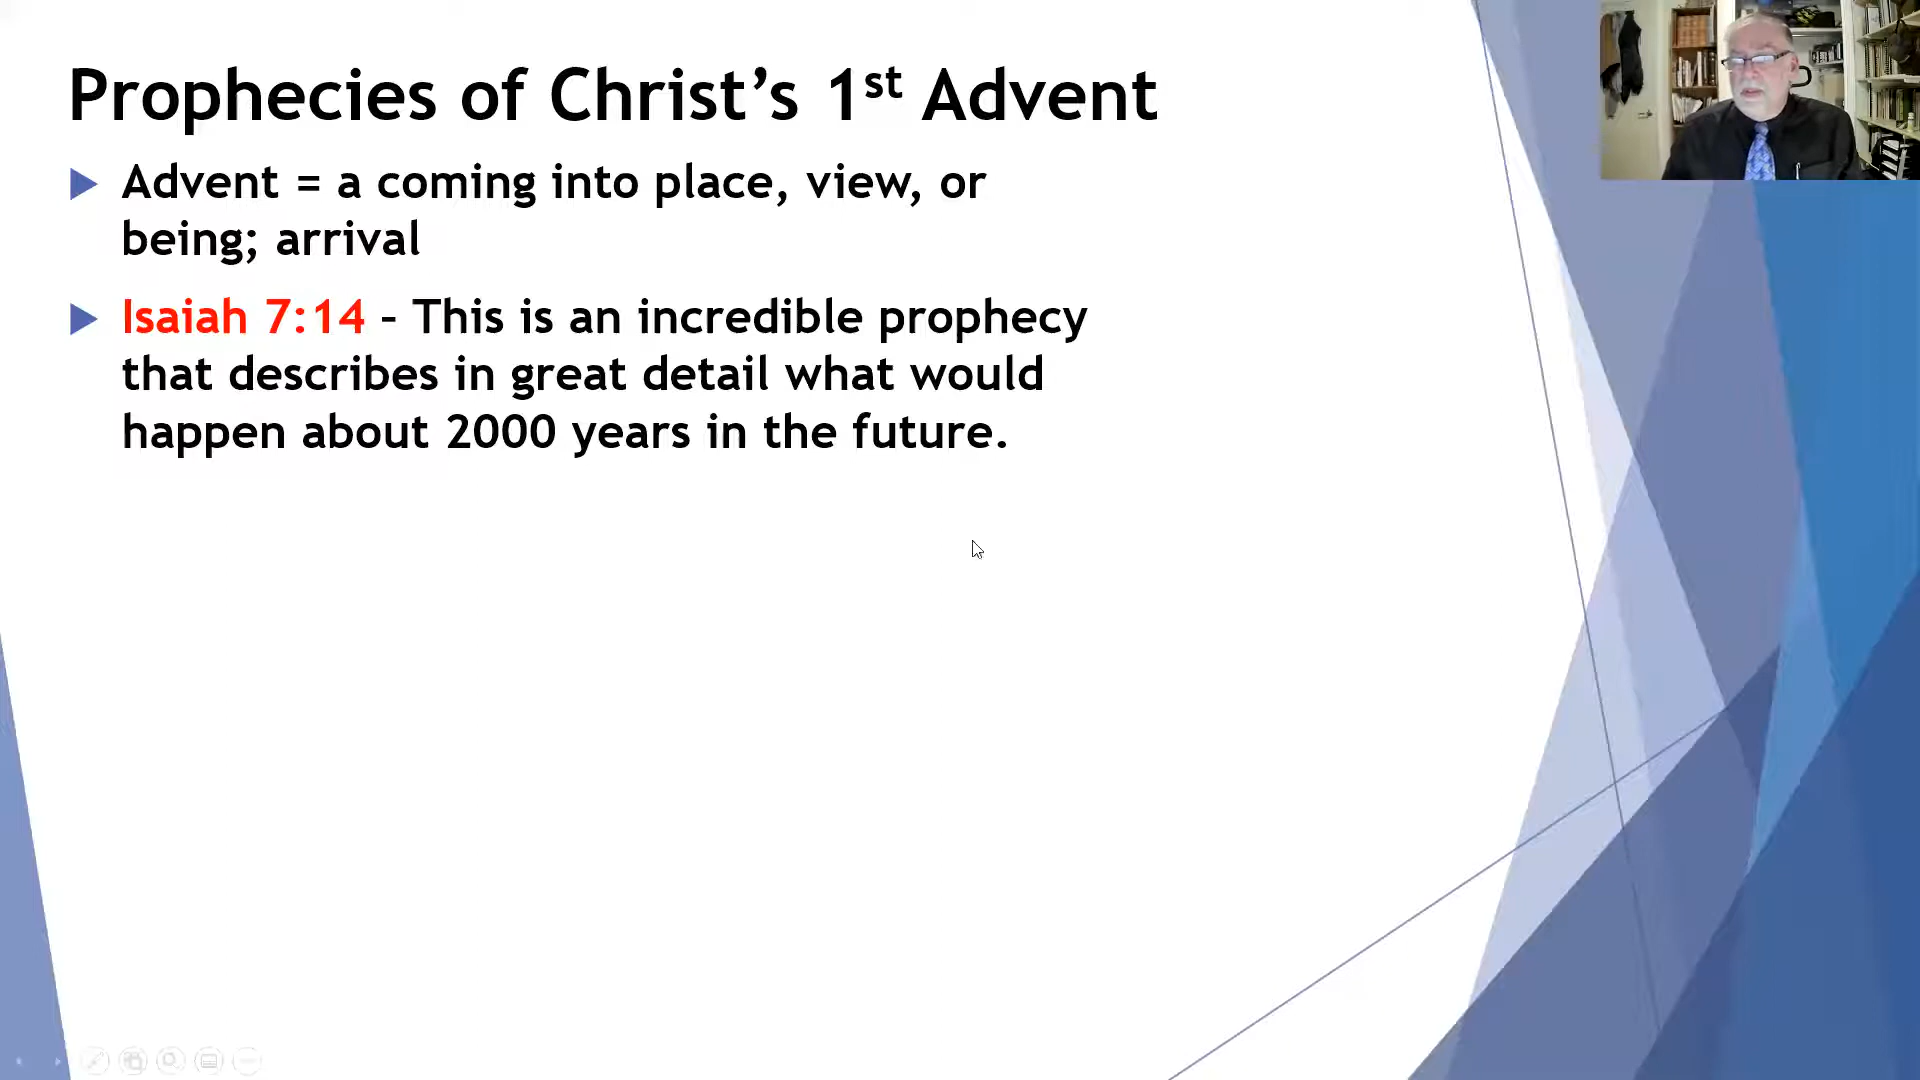 Prophecies of Christ’s 1st Advent
Advent = a coming into place, view, or
being; arrival
Isaiah 7:14 – This is an incredible prophecy
that describes in great detail what would
happen about 2000 years in the future.